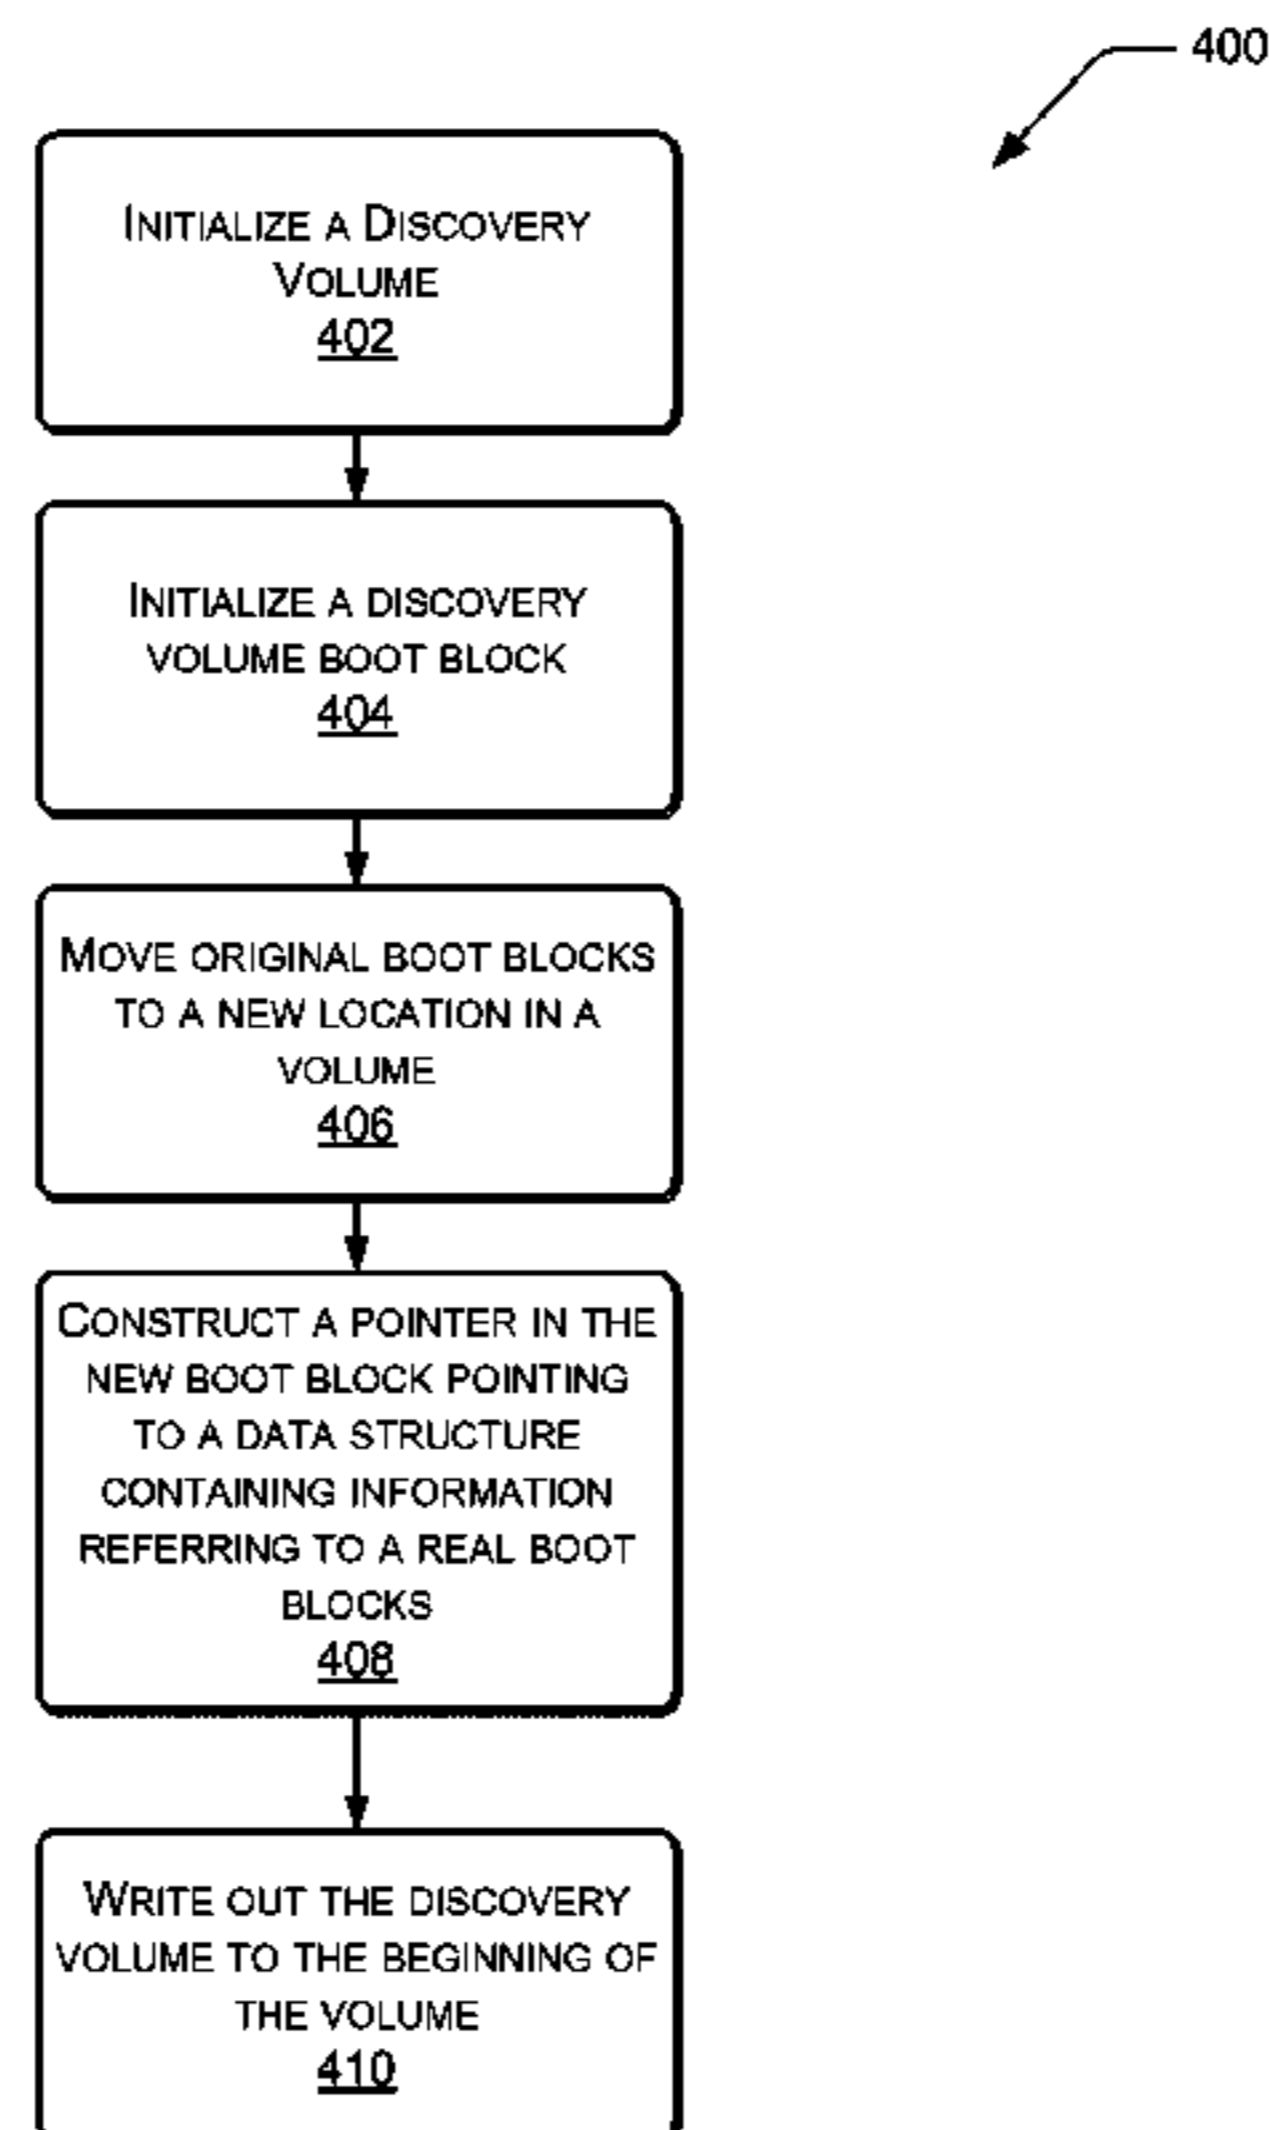 400
INITIALIZE A DISCOVERY
VOLUME
402
INITIALIZE A DISCOVERY
VOLUME BOOT BLOCK
404
MOVE ORIGINAL BOOT BLOCKS
TO A NEW LOCATION IN A
VOLUME
406
CONSTRUCT A POINTER IN THE
NEW BOOT BLOCK POINTING
TO A DATA STRUCTURE
CONTAINING INFORMATION
REFERRING TO A REAL BOOT
BLOCKS
408
WRITE OUT THE DISCOVERY
VOLUME TO THE BEGINNING OF
THE VOLUME
410